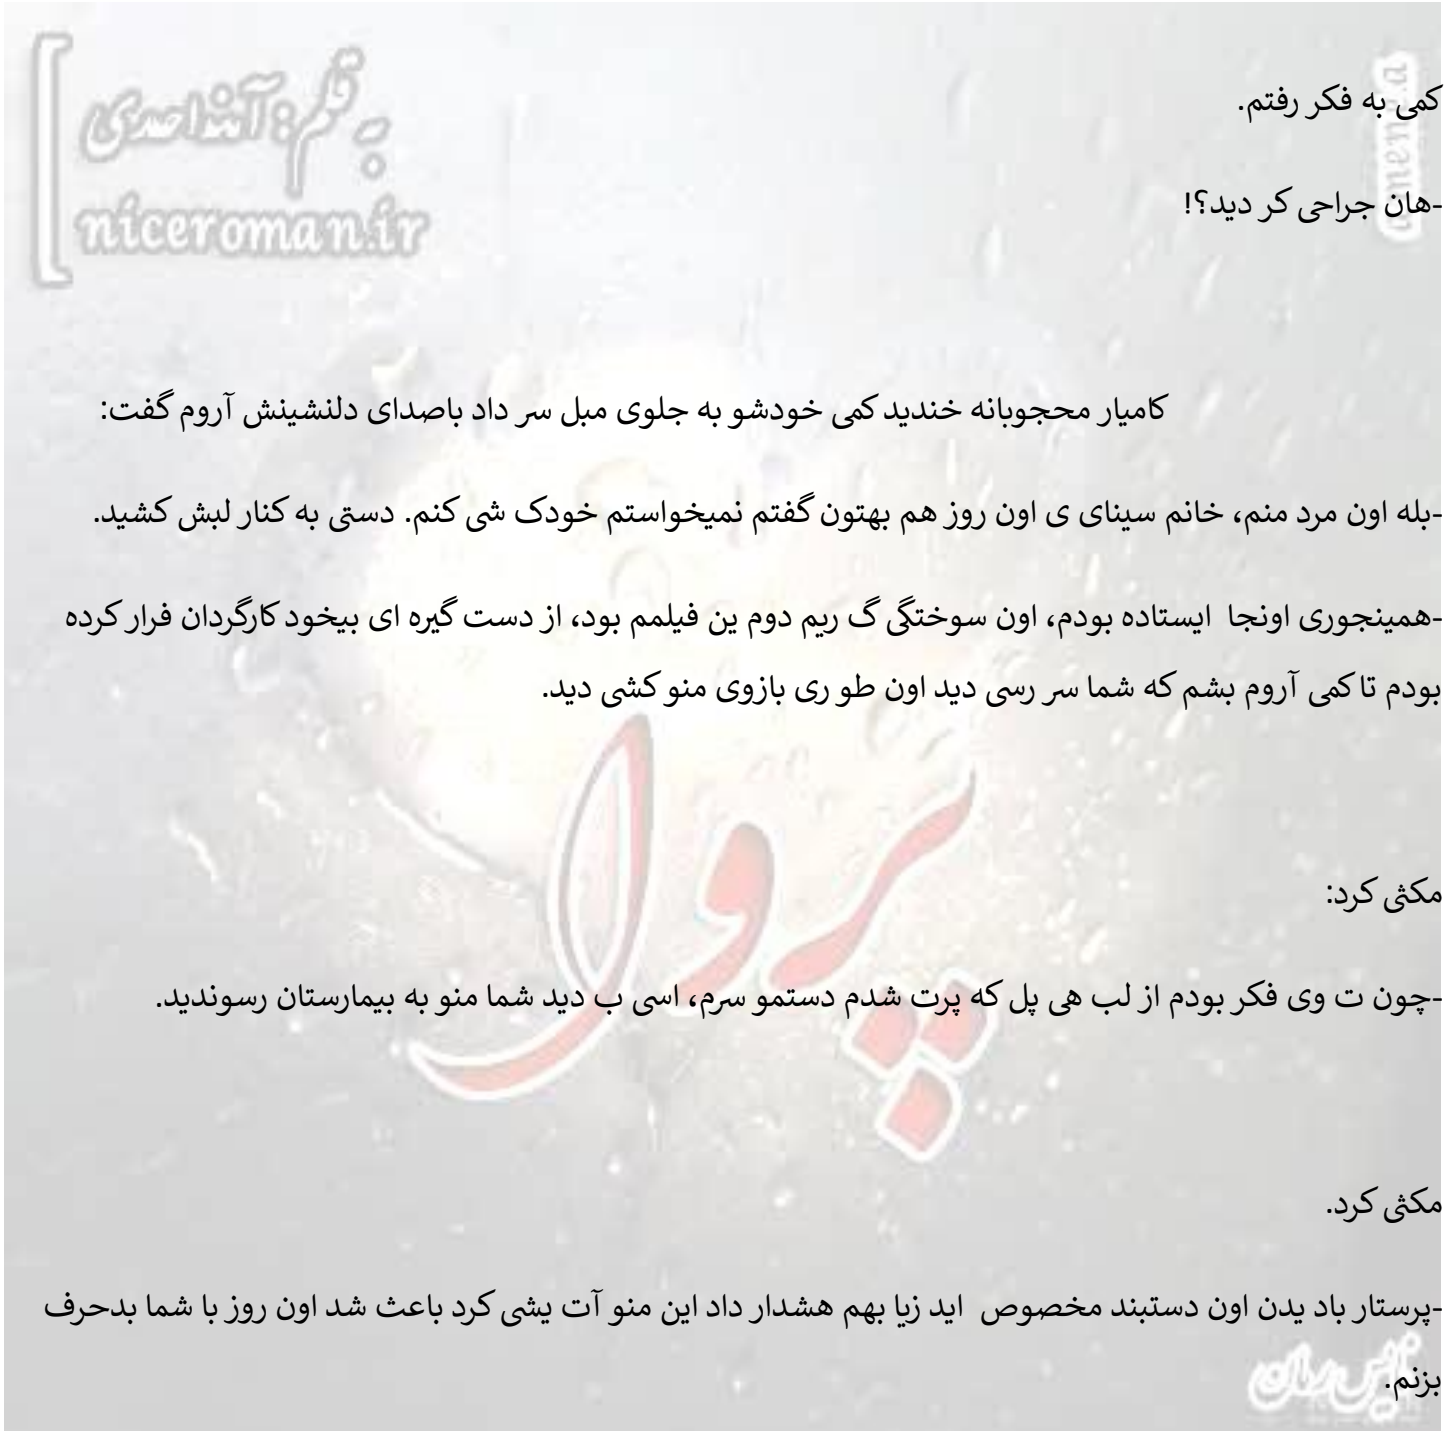 به قلم: آمنه احمدی
niceroman.ir
کمی به فکر رفتم.
-هان جراحی کر دید؟!
کامیار محجوبانه خندید کمی خودشو به جلوی مبل سر داد باصدای دلنشینش آروم گفت:
-بله اون مرد منم، خانم سینای ی اون روز هم بهتون گفتم نمیخواستم خودک شی کنم. دستی به کنار لبش کشید.
-همینجوری اونجا ایستاده بودم، اون سوختگی گ ریم دوم ین فیلمم بود، از دست گیره ای بیخود کارگردان فرار کرده
بودم تا کمی آروم بشم که شما سر رسی دید اون طو ری بازوی منو کشی دید.
پروا
مکثی کرد:
-چون ت وی فکر بودم از لب هی پل که پرت شدم دستمو سرم، اسی ب دید شما منو به بیمارستان رسوندید.
مکثی کرد.
-پرستار باد یدن اون دستبند مخصوص اید زیا بهم هشدار داد این منو آت یشی کرد باعث شد اون روز با شما بدحرف
بزنم.
نایس رمان